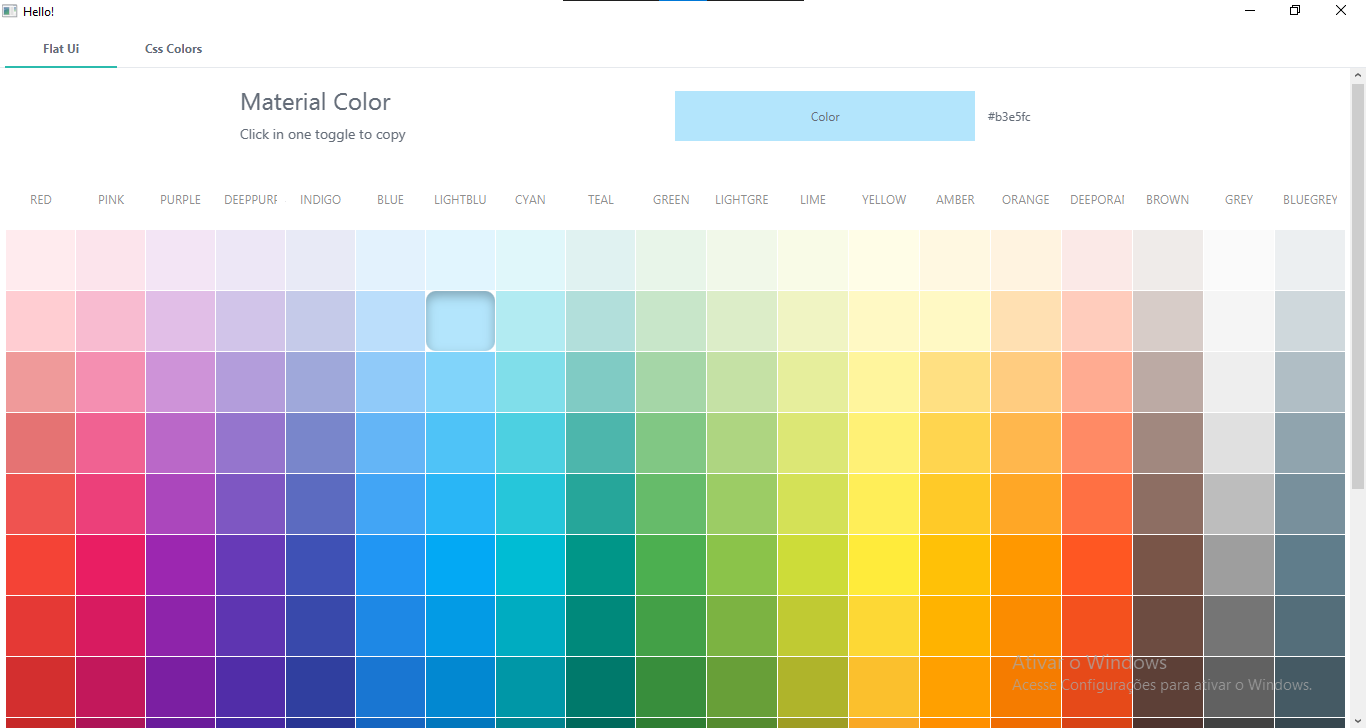 Hello!
Flat Ui
Css Colors
Material Color
Click in one toggle to copy
Color
#b3e5fc
RED PINK PURPLE DEEPPURF INDIGO BLUE LIGHTBLU CYAN TEAL GREEN LIGHTGRE LIME YELLOW AMBER ORANGE DEEPORAI BROWN GREY BLUEGREY
Ativar o Windows
Acesse Configurações para ativar o Windows.